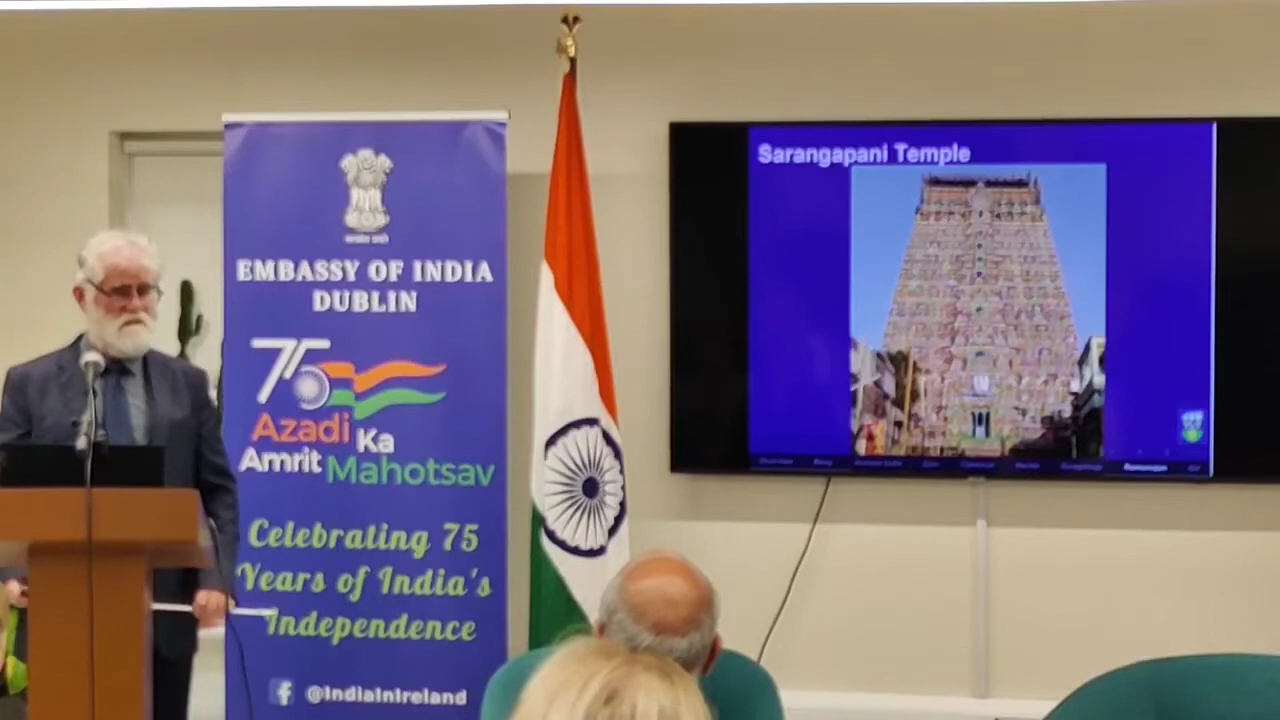 EMBASSY OF INDIA
DUBLIN
75
Azadi Ka
Amrit Mahotsav
Celebrating 75
Years of India's
Independence
@IndiaInIreland
Sarangapani Temple